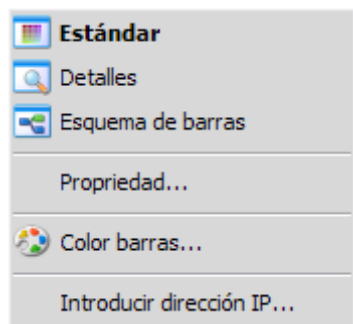 Estándar
Detalles
Esquema de barras
Propriedad...
Color barras...
Introducir dirección IP...